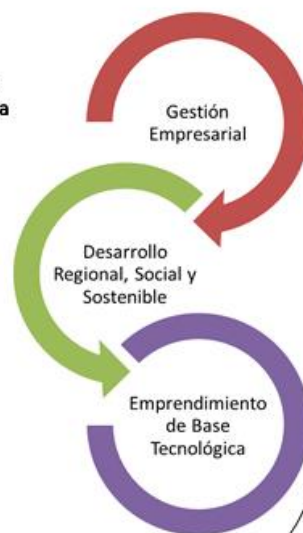 a
Gestión
Empresarial
Desarrollo
Regional, Social y
Sostenible
Emprendimiento
de Base
Tecnológica